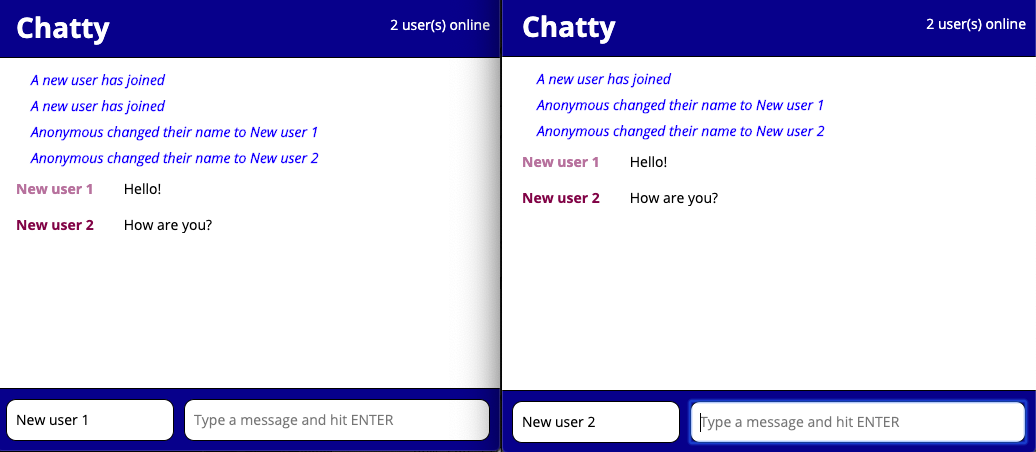 Chatty
2 user(s) online
A new user has joined
A new user has joined
Anonymous changed their name to New user 1
Anonymous changed their name to New user 2
New user 1 Hello!
New user 2 How are you?
New user 1
Type a message and hit ENTER
Chatty
2 user(s) online
A new user has joined
Anonymous changed their name to New user 1
Anonymous changed their name to New user 2
New user 1 Hello!
New user 2 How are you?
New user 2
Type a message and hit ENTER